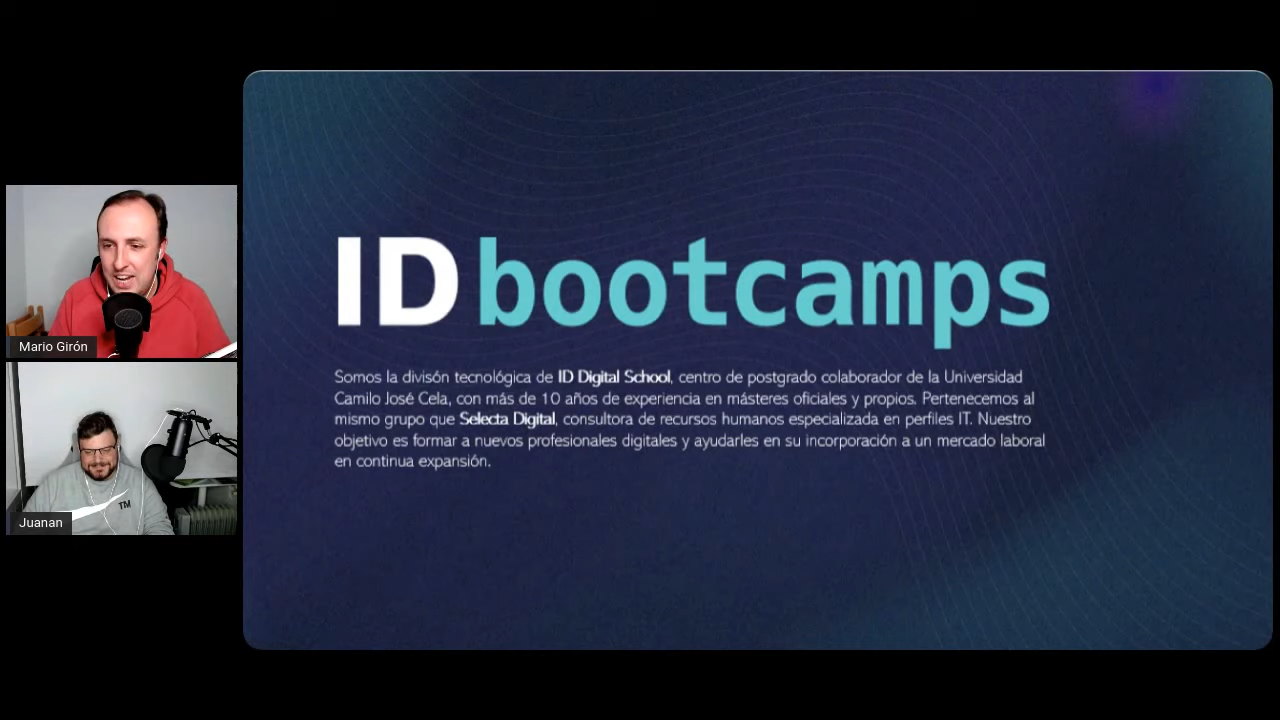 ID bootcamps
Somos la divisón tecnológica de ID Digital School, centro de postgrado colaborador de la Universidad
Camilo José Cela, con más de 10 años de experiencia en másteres oficiales y propios. Pertenecemos al
mismo grupo que Selecta Digital, consultora de recursos humanos especializada en perfiles IT. Nuestro
objetivo es formar a nuevos profesionales digitales y ayudarles en su incorporación a un mercado laboral
en continua expansión.
Mario Girón
TM
Juanan